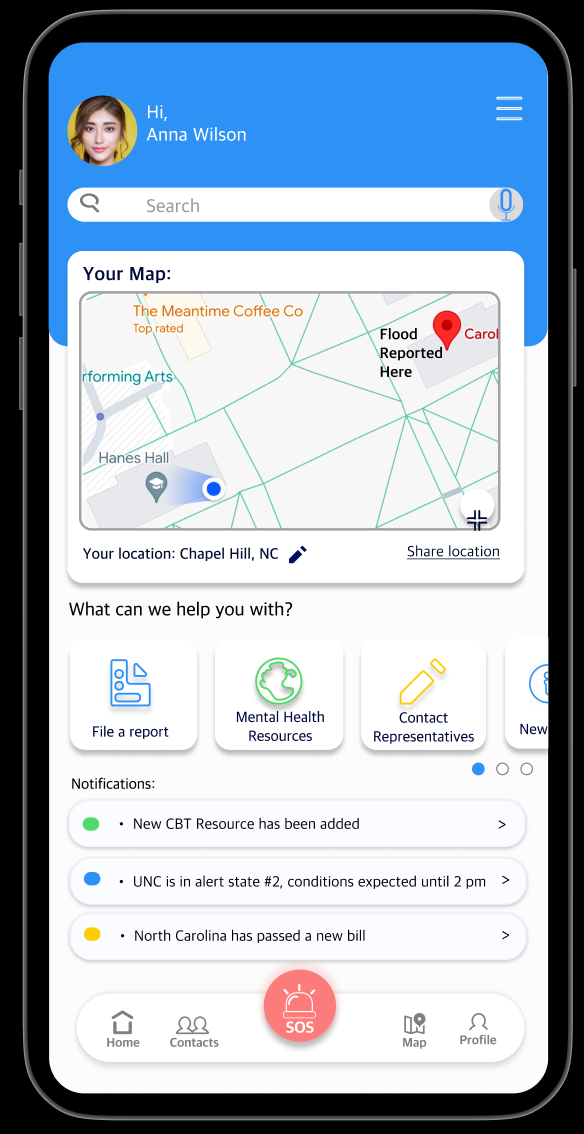 Hi,
Anna Wilson
Search
Your Map:
The Meantime Coffee Co
Top rated
Flood
Reported
Here
Carol
rforming Arts
Hanes Hall
Your location: Chapel Hill, NC
Share location
What can we help you with?
File a report
Mental Health
Resources
Contact
Representatives
New
Notifications:
• New CBT Resource has been added >
• UNC is in alert state #2, conditions expected until 2 pm >
• North Carolina has passed a new bill >
SOS
Home
Contacts
Map
Profile